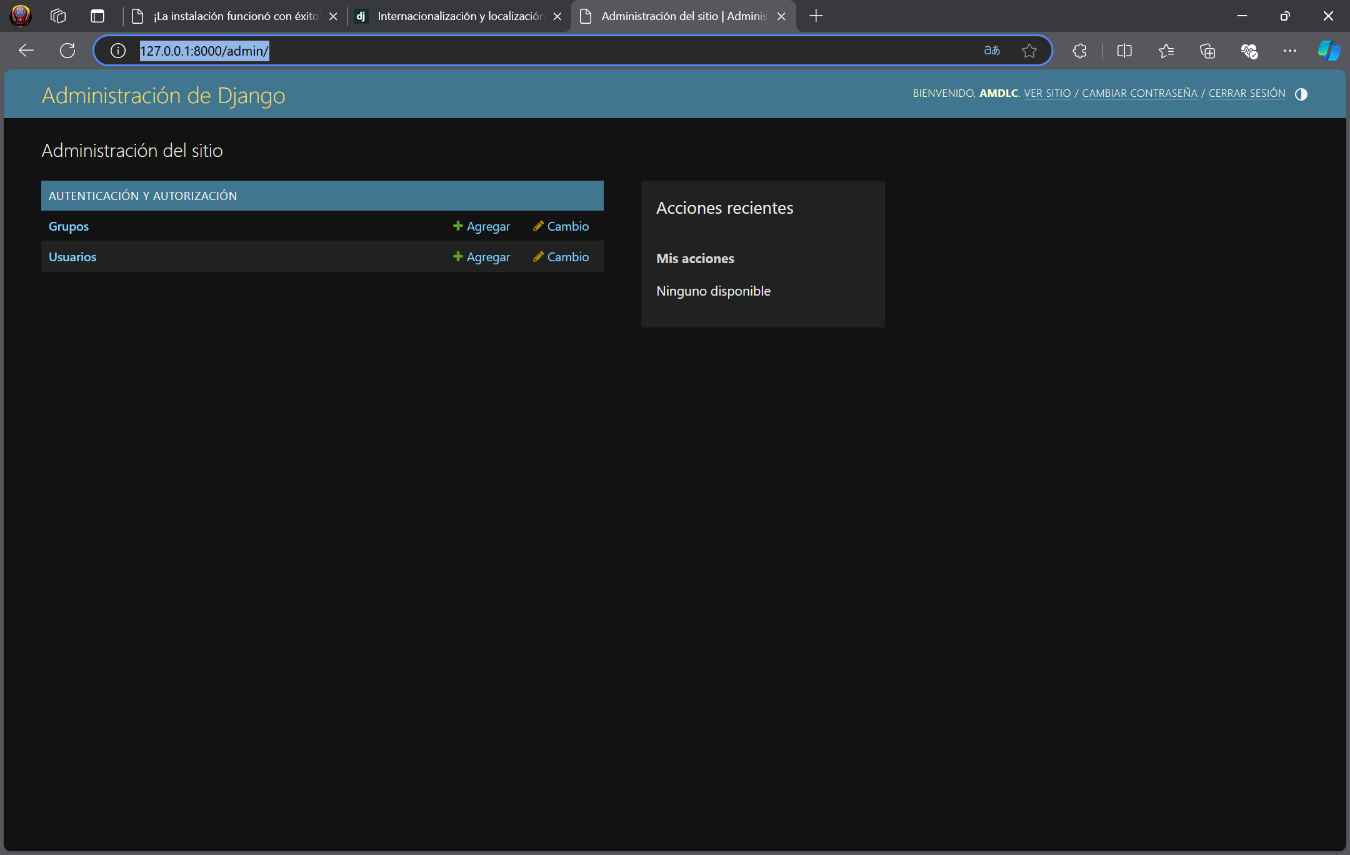 ¡La instalación funcionó con éxito
dj Internacionalización y localización
Administración del sitio | Adminis
127.0.0.1:8000/admin/
Administración de Django
BIENVENIDO, AMDLC. VER SITIO / CAMBIAR CONTRASEÑA / CERRAR SESIÓN
Administración del sitio
AUTENTICACIÓN Y AUTORIZACIÓN
Grupos Agregar Cambio
Usuarios Agregar Cambio
Acciones recientes
Mis acciones
Ninguno disponible